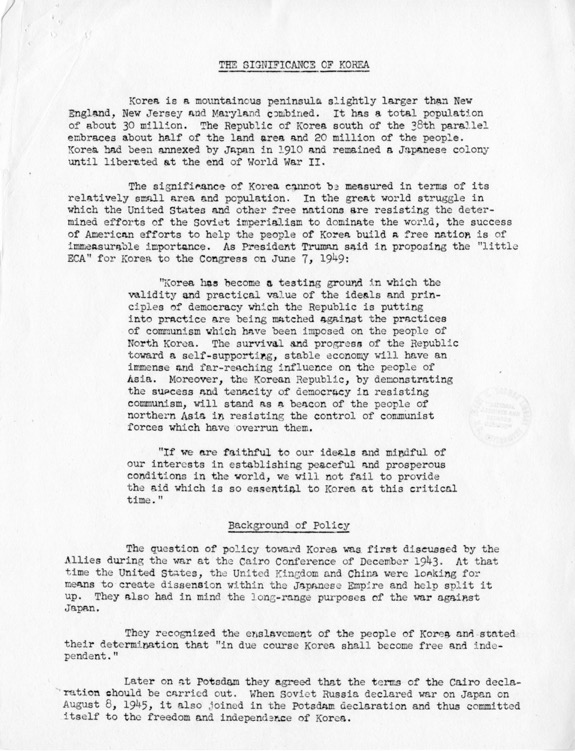 THE SIGNIFICANCE OF KOREA
Korea is a mountainous peninsula slightly larger than New
England, New Jersey and Maryland combined. It has a total population
of about 30 million. The Republic of Korea south of the 38th parallel
embraces about half of the land area and 20 million of the people.
Korea had been annexed by Japan in 1910 and remained a Japanese colony
until liberated at the end of World War II.
The significance of Korea cannot be measured in terms of its
relatively small area and population. In the great world struggle in
which the United States and other free nations are resisting the deter-
mined efforts of the Soviet imperialism to dominate the world, the success
of American efforts to help the people of Korea build a free nation is of
immeasurable importance. As President Truman said in proposing the "little
ECA" for Korea to the Congress on June 7, 1949:
"Korea has become a testing ground in which the
validity and practical value of the ideals and prin-
ciples of democracy which the Republic is putting
into practice are being matched against the practices
of communism which have been imposed on the people of
North Korea. The survival and progress of the Republic
toward a self-supporting, stable economy will have an
immense and far-reaching influence on the people of
Asia. Moreover, the Korean Republic, by demonstrating
the success and tenacity of democracy in resisting
communism, will stand as a beacon of the people of
northern Asia in resisting the control of communist
forces which have overrun them.
"If we are faithful to our ideals and mindful of
our interests in establishing peaceful and prosperous
conditions in the world, we will not fail to provide
the aid which is so essential to Korea at this critical
time."
Background of Policy
The question of policy toward Korea was first discussed by the
Allies during the war at the Cairo Conference of December 1943. At that
time the United States, the United Kingdom and China were looking for
means to create dissension within the Japanese Empire and help split it
up. They also had in mind the long-range purposes of the war against
Japan.
They recognized the enslavement of the people of Korea and stated
their determination that "in due course Korea shall become free and inde-
pendent."
Later on at Potsdam they agreed that the terms of the Cairo decla-
ration should be carried out. When Soviet Russia declared war on Japan on
August 8, 1945, it also joined in the Potsdam declaration and thus committed
itself to the freedom and independence of Korea.